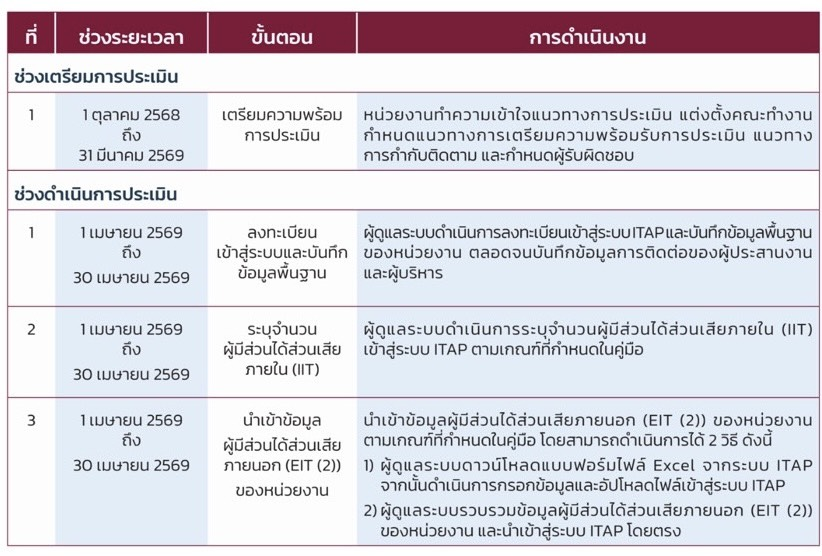 ที่ ช่วงระยะเวลา ขั้นตอน การดำเนินงาน
ช่วงเตรียมการประเมิน
1 1 ตุลาคม 2568 เตรียมความพร้อม หน่วยงานทำความเข้าใจแนวทางการประเมิน แต่งตั้งคณะทำงาน
ถึง การประเมิน กำหนดแนวทางการเตรียมความพร้อมรับการประเมิน แนวทาง
31 มีนาคม 2569 การกำกับติดตาม และกำหนดผู้รับผิดชอบ
ช่วงดำเนินการประเมิน
1 1 เมษายน 2569 ลงทะเบียน ผู้ดูแลระบบดำเนินการลงทะเบียนเข้าสู่ระบบ ITAP และบันทึกข้อมูลพื้นฐาน
ถึง เข้าสู่ระบบและบันทึก ของหน่วยงาน ตลอดจนบันทึกข้อมูลการติดต่อของผู้ประสานงาน
30 เมษายน 2569 ข้อมูลพื้นฐาน และผู้บริหาร
2 1 เมษายน 2569 ระบุจำนวน ผู้ดูแลระบบดำเนินการระบุจำนวนผู้มีส่วนได้ส่วนเสียภายใน (IIT)
ถึง ผู้มีส่วนได้ส่วนเสีย เข้าสู่ระบบ ITAP ตามเกณฑ์ที่กำหนดในคู่มือ
30 เมษายน 2569 ภายใน (IIT)
3 1 เมษายน 2569 นำเข้าข้อมูล นำเข้าข้อมูลผู้มีส่วนได้ส่วนเสียภายนอก (EIT (2)) ของหน่วยงาน
ถึง ผู้มีส่วนได้ส่วนเสีย ตามเกณฑ์ที่กำหนดในคู่มือ โดยสามารถดำเนินการได้ 2 วิธี ดังนี้
30 เมษายน 2569 ภายนอก (EIT (2)) 1) ผู้ดูแลระบบดาวน์โหลดแบบฟอร์มไฟล์ Excel จากระบบ ITAP
ของหน่วยงาน จากนั้นดำเนินการกรอกข้อมูลและอัปโหลดไฟล์เข้าสู่ระบบ ITAP
2) ผู้ดูแลระบบรวบรวมข้อมูลผู้มีส่วนได้ส่วนเสียภายนอก (EIT (2))
ของหน่วยงาน และนำเข้าสู่ระบบ ITAP โดยตรง